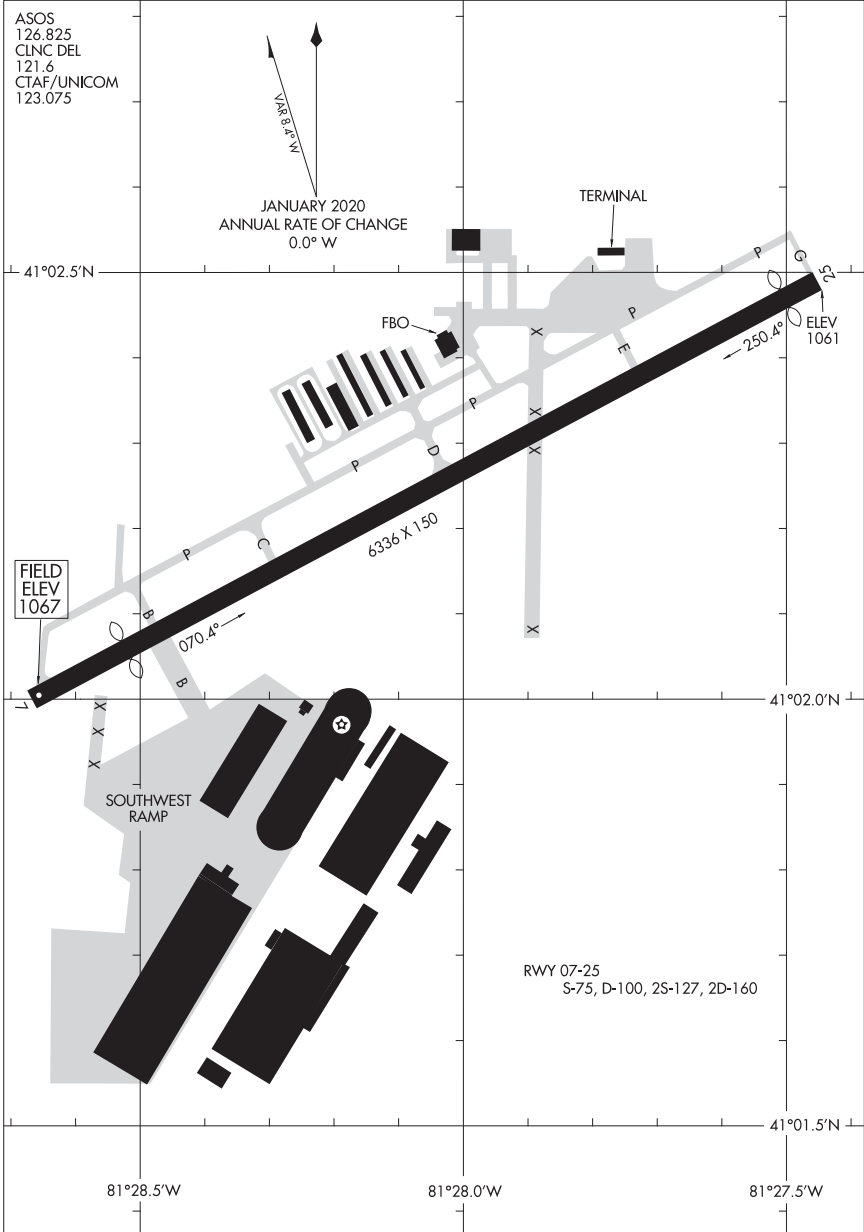 ASOS
126.825
CLNC DEL
121.6
CTAF/UNICOM
123.075
VAR 8.4° W
JANUARY 2020
ANNUAL RATE OF CHANGE
0.0° W
TERMINAL
41°02.5'N
P
G
25
FBO
X
P
ELEV
1061
E
250.4°
P
X
D
X
P
6336 X 150
C
P
FIELD
ELEV
1067
B
070.4°
X
B
7
41°02.0'N
X
X
X
SOUTHWEST
RAMP
RWY 07-25
S-75, D-100, 2S-127, 2D-160
41°01.5'N
81°28.5'W
81°28.0'W
81°27.5'W